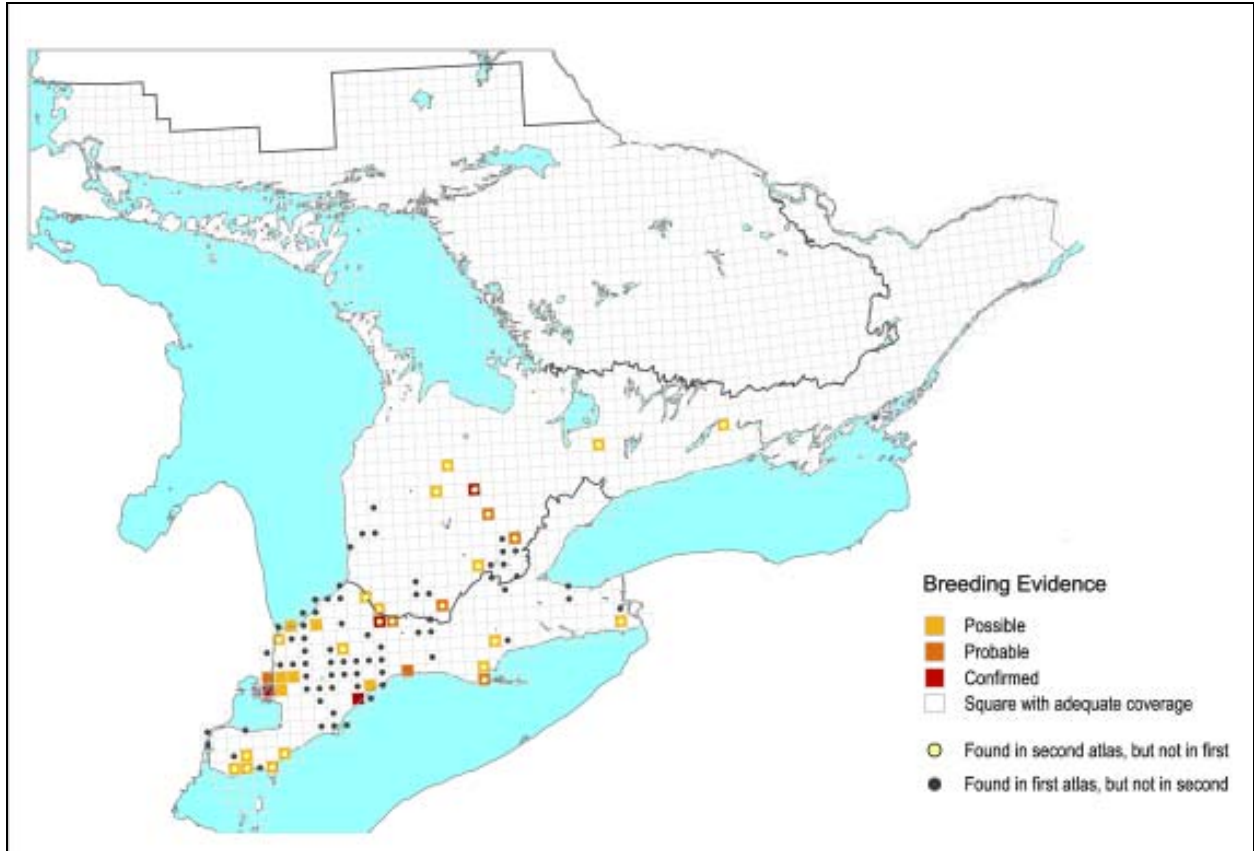 Breeding Evidence
Possible
Probable
Confirmed
Square with adequate coverage
Found in second atlas, but not in first
Found in first atlas, but not in second